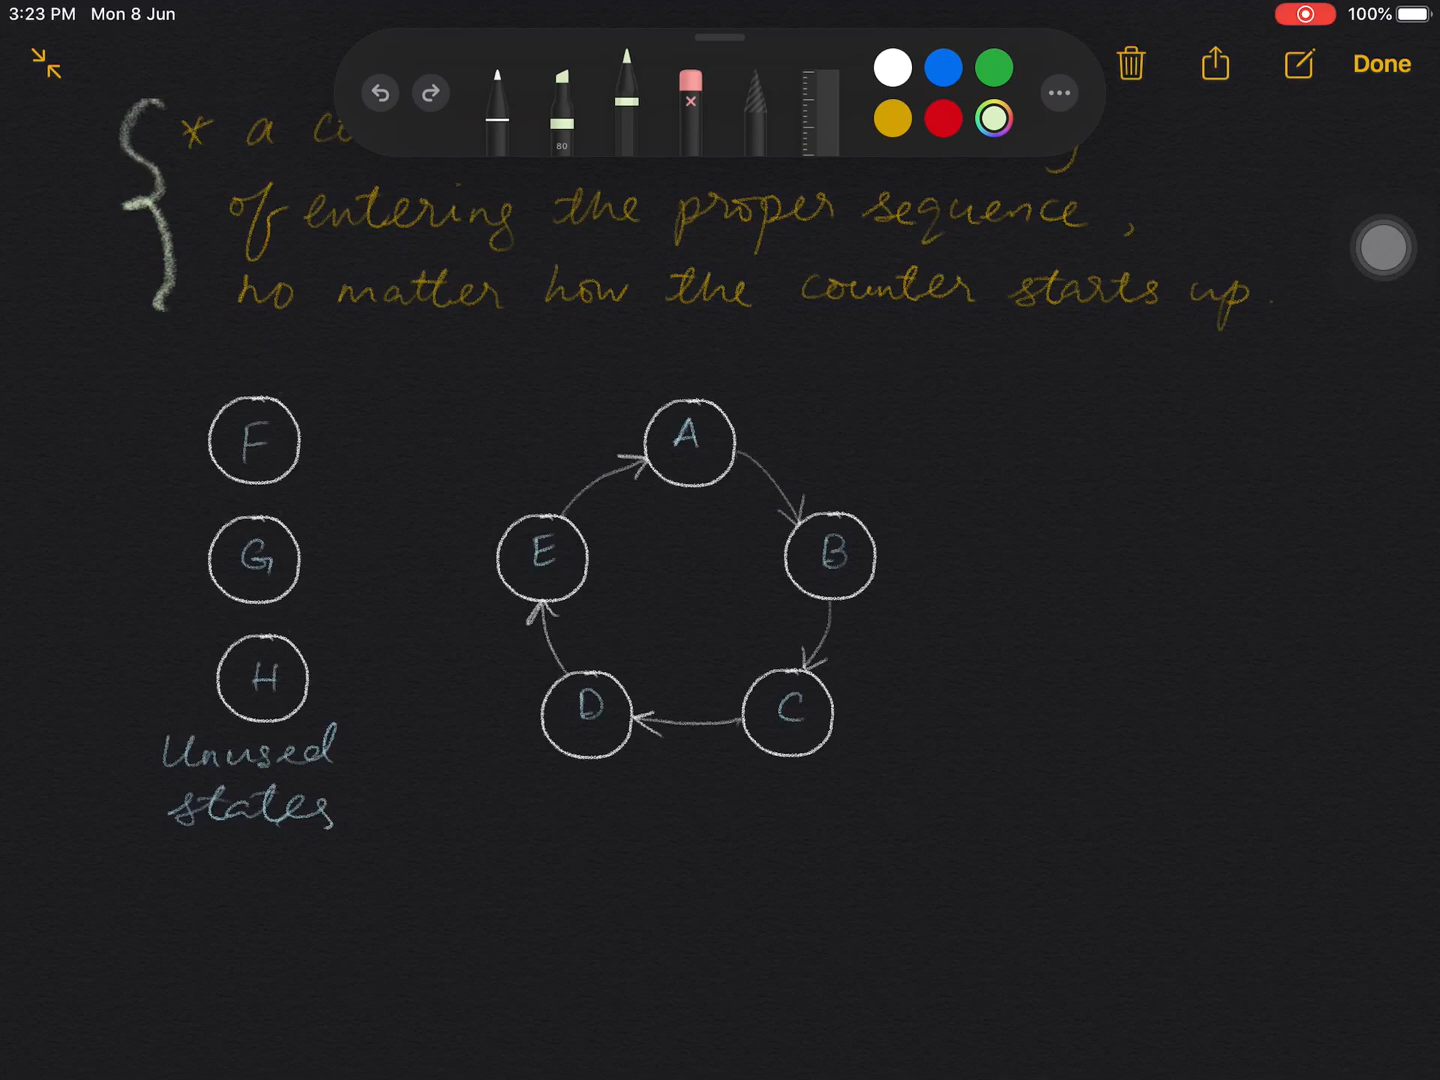 3:23 PM Mon 8 Jun
100%
Done
80
* a
of entering the proper sequence,
no matter how the counter starts up.
F
A
G
E
B
H
D
C
Unused
states